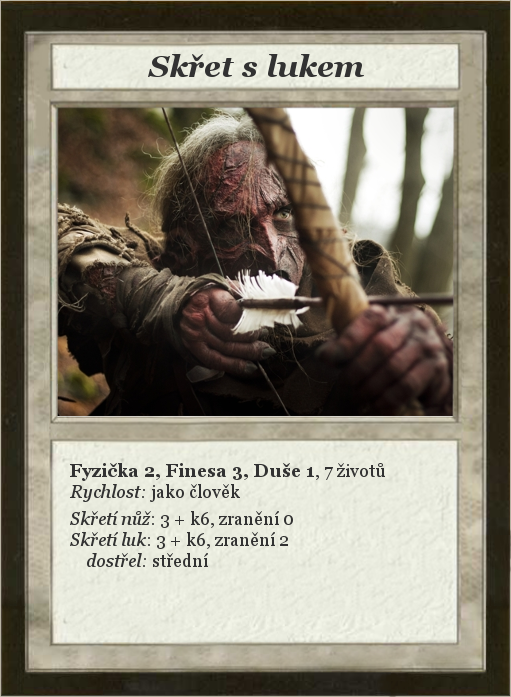 Skřet s lukem
Fyzička 2, Finesa 3, Duše 1, 7 životů
Rychlost: jako člověk
Skřetí nůž: 3 + k6, zranění 0
Skřetí luk: 3 + k6, zranění 2
dostřel: střední